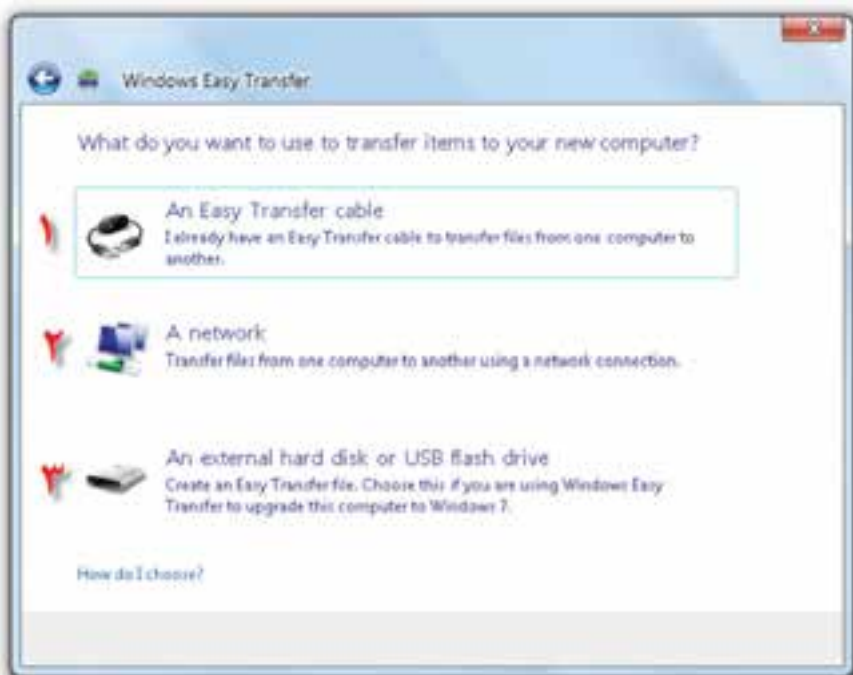 Windows Easy Transfer
What do you want to use to transfer items to your new computer?
۱
An Easy Transfer cable
I already have an Easy Transfer cable to transfer files from one computer to
another.
۲
A network
Transfer files from one computer to another using a network connection.
۳
An external hard disk or USB flash drive
Create an Easy Transfer file. Choose this if you are using Windows Easy
Transfer to upgrade this computer to Windows 7.
How do I choose?